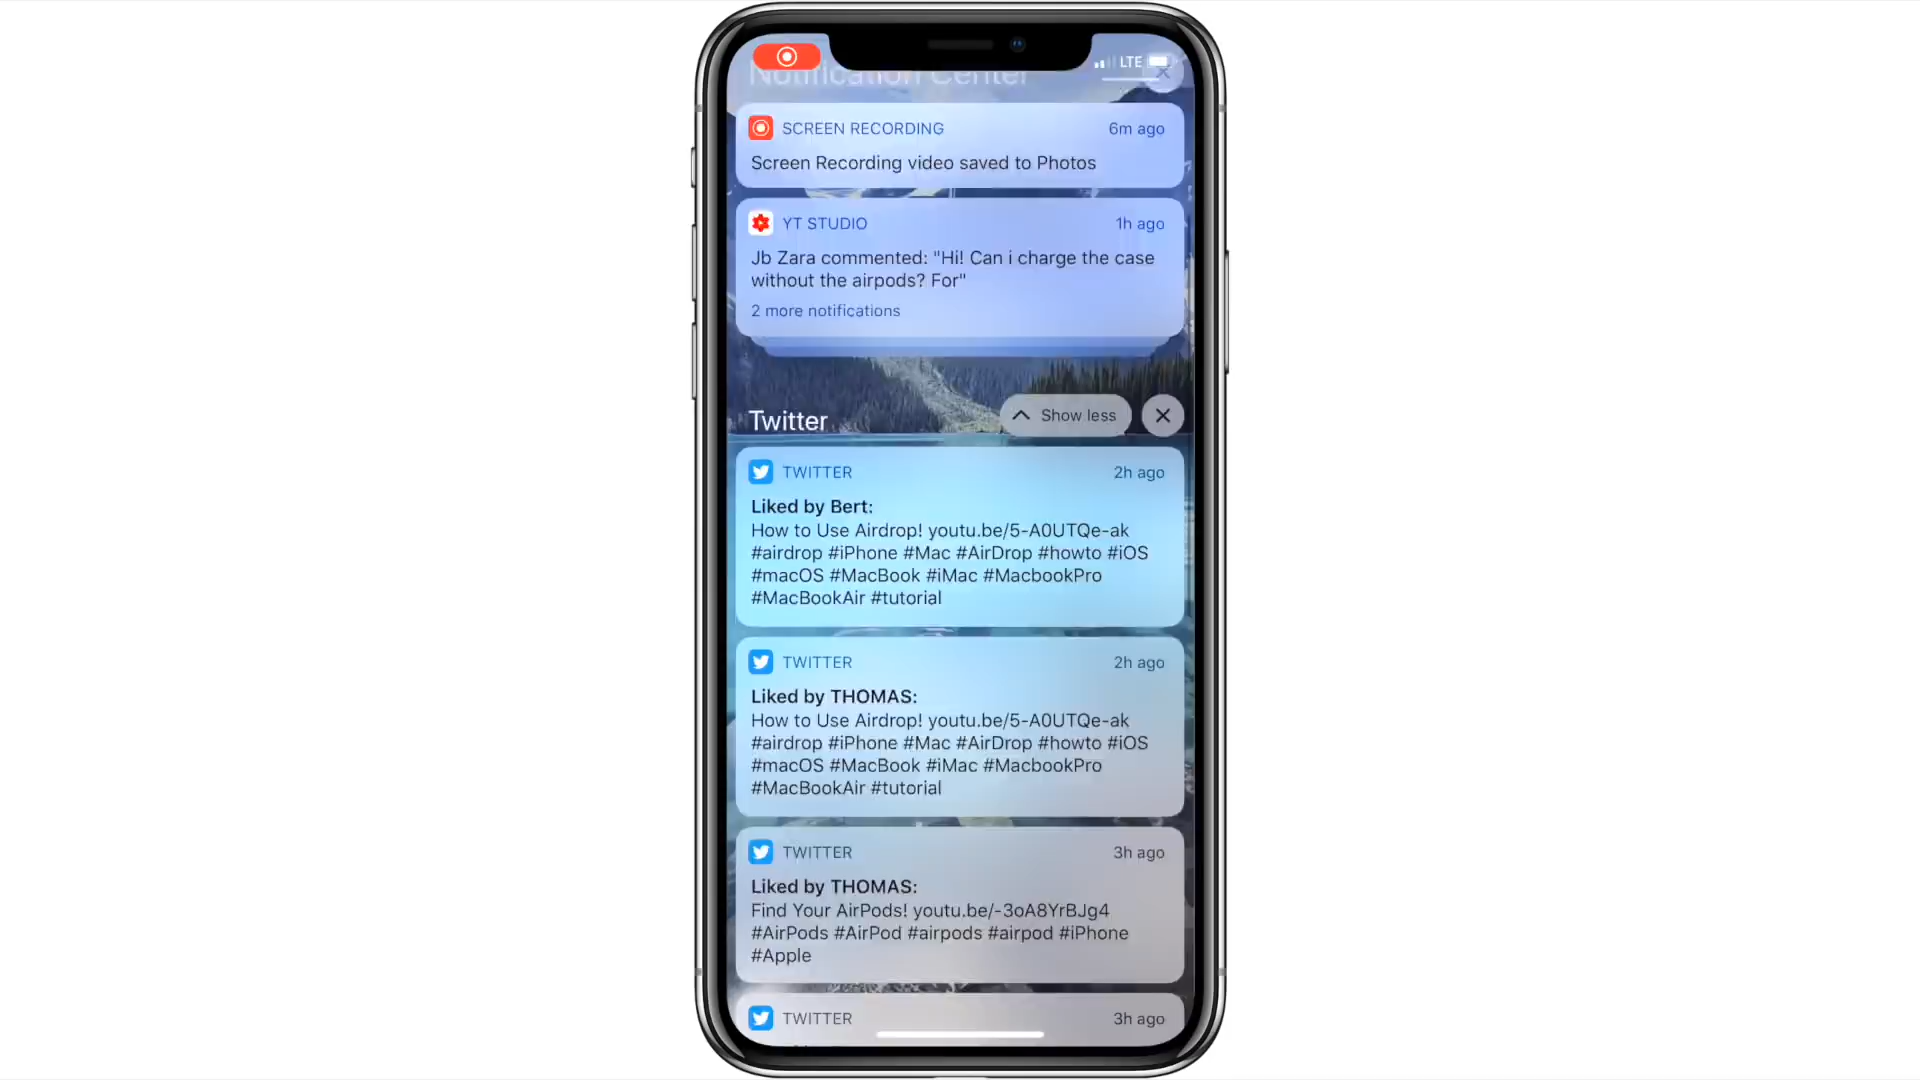 LTE
Notification Center
SCREEN RECORDING 6m ago
Screen Recording video saved to Photos
YT STUDIO 1h ago
Jb Zara commented: "Hi! Can i charge the case
without the airpods? For"
2 more notifications
Twitter Show less
TWITTER 2h ago
Liked by Bert:
How to Use Airdrop! youtu.be/5-A0UTQe-ak
#airdrop #iPhone #Mac #AirDrop #howto #iOS
#macOS #MacBook #iMac #MacbookPro
#MacBookAir #tutorial
TWITTER 2h ago
Liked by THOMAS:
How to Use Airdrop! youtu.be/5-A0UTQe-ak
#airdrop #iPhone #Mac #AirDrop #howto #iOS
#macOS #MacBook #iMac #MacbookPro
#MacBookAir #tutorial
TWITTER 3h ago
Liked by THOMAS:
Find Your AirPods! youtu.be/-3oA8YrBJg4
#AirPods #AirPod #airpods #airpod #iPhone
#Apple
TWITTER 3h ago